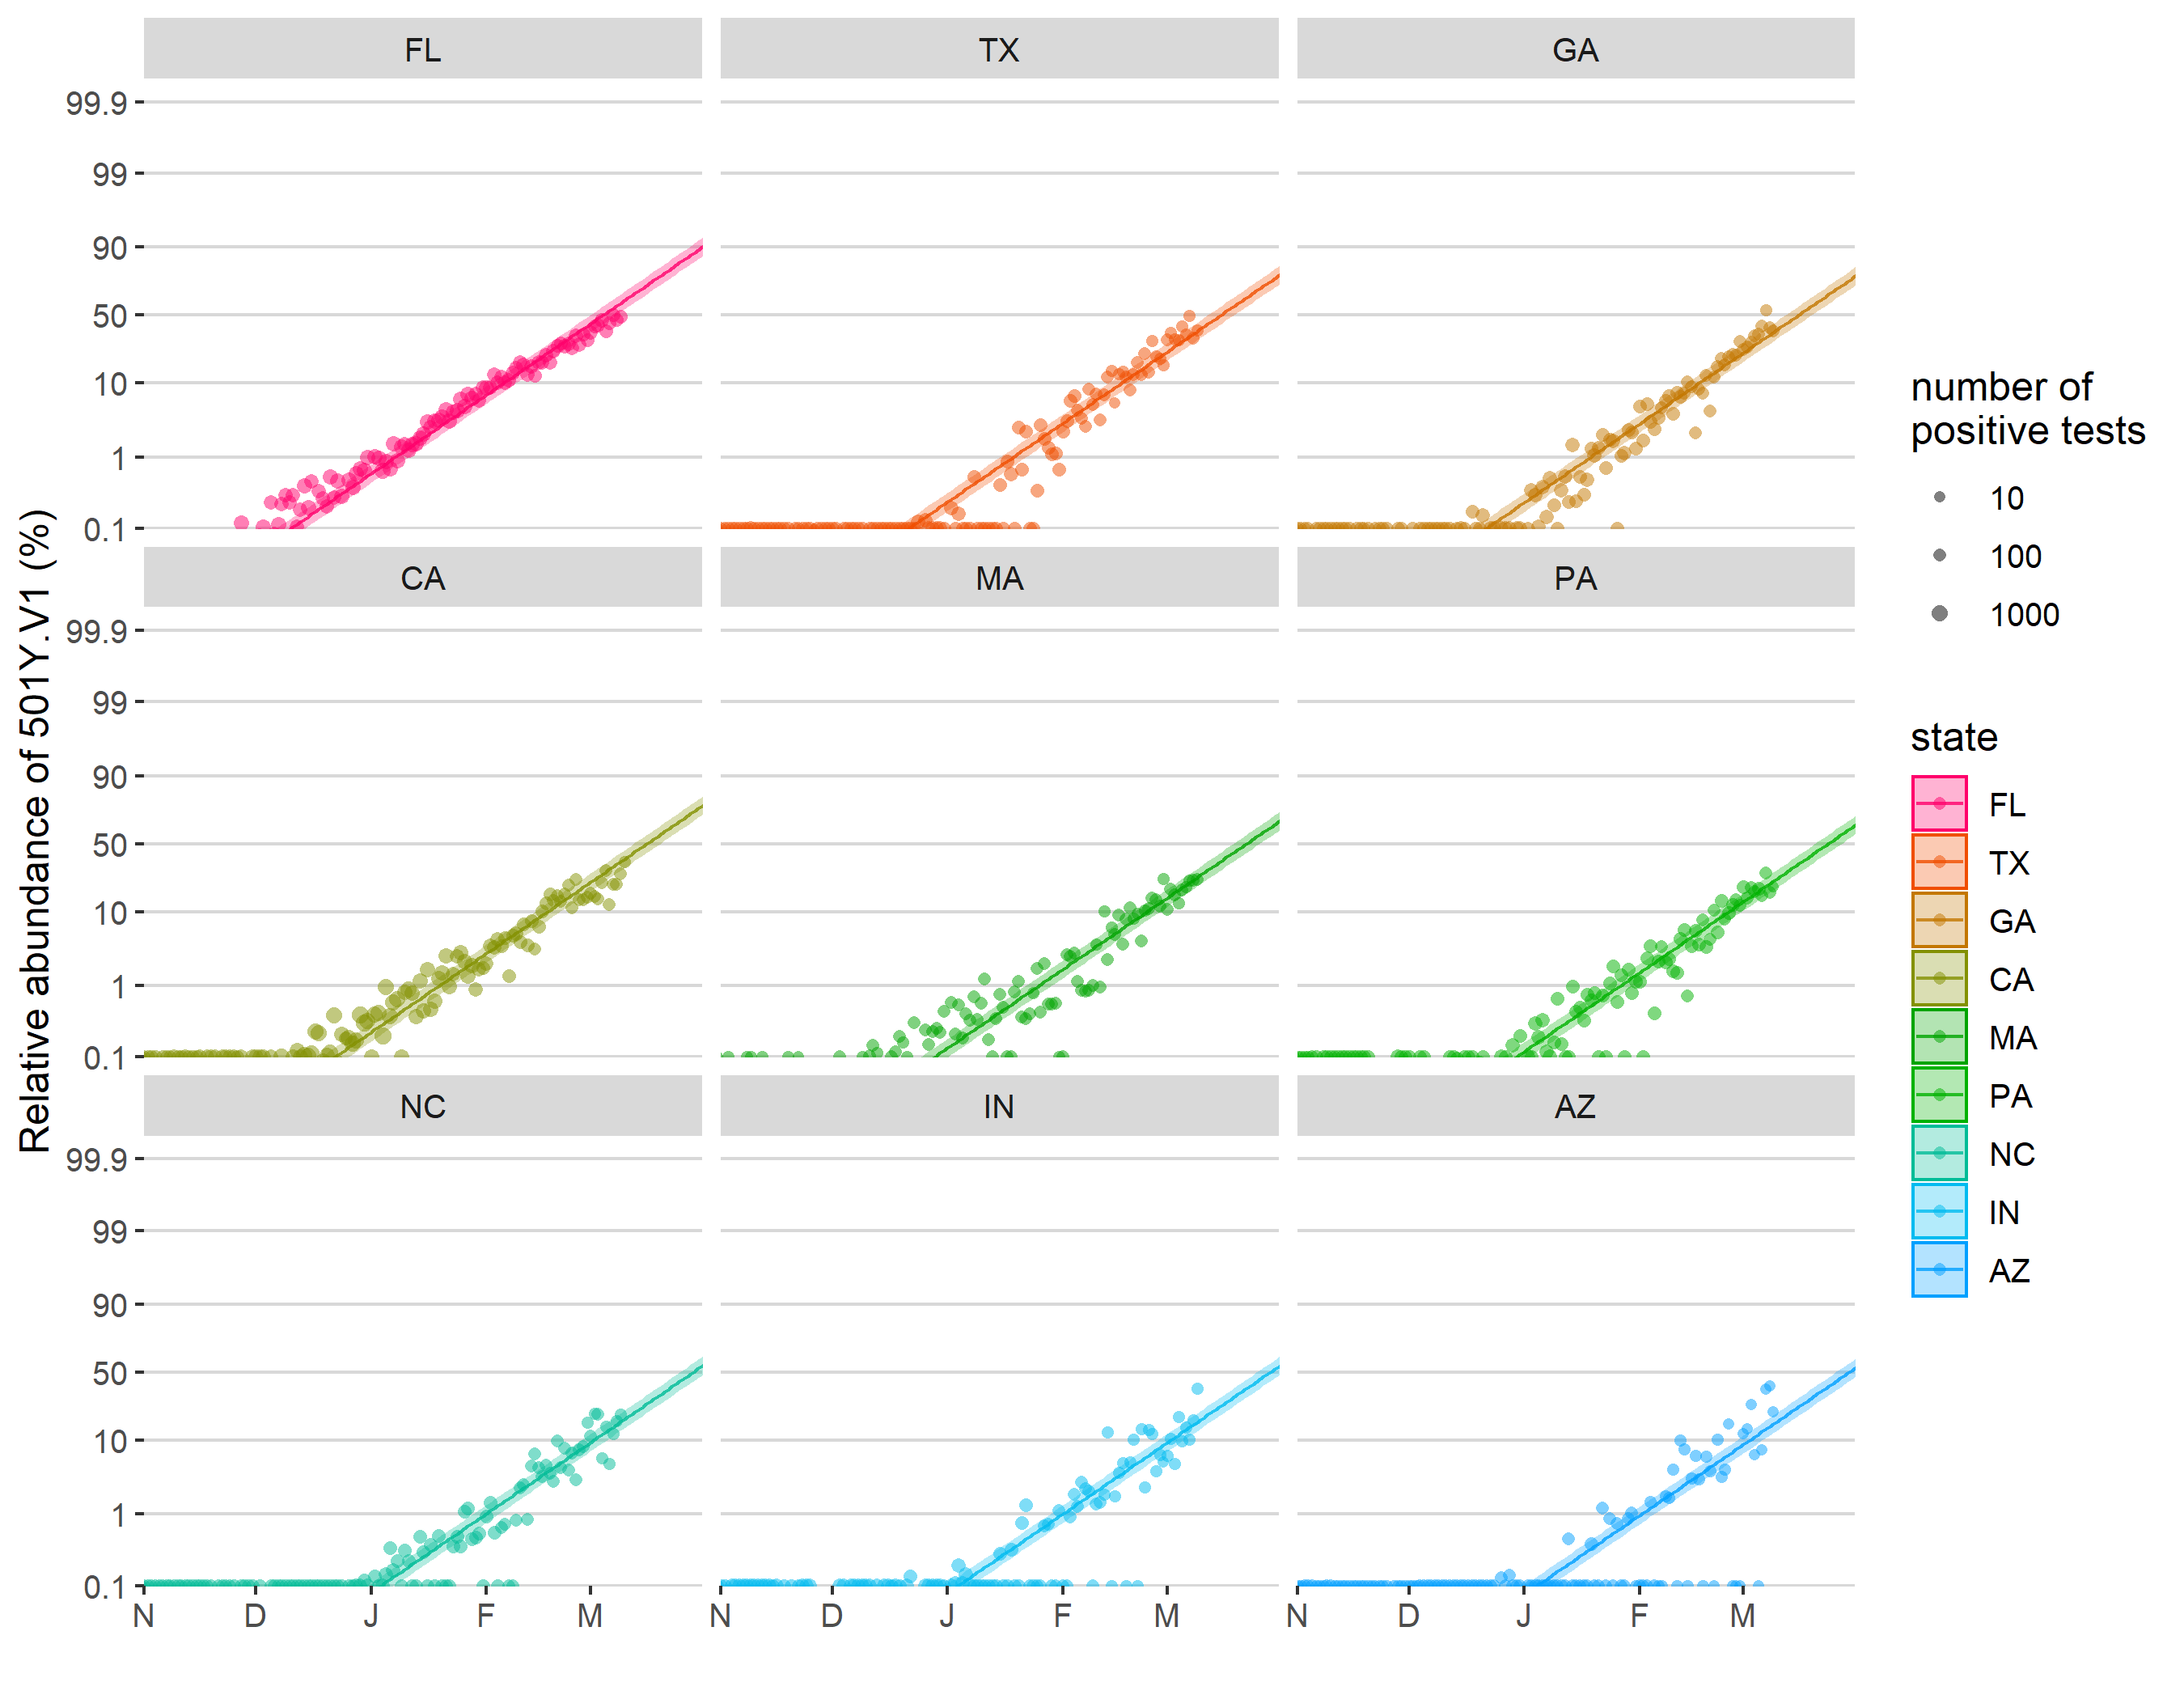 FL
TX
GA
99.9
99
90
50
10
1
0.1
CA
MA
PA
99.9
99
90
50
10
1
0.1
NC
IN
AZ
99.9
99
90
50
10
1
0.1
N
D
J
F
M
N
D
J
F
M
N
D
J
F
M
Relative abundance of 501Y.V1 (%)
number of
positive tests
10
100
1000
state
FL
TX
GA
CA
MA
PA
NC
IN
AZ